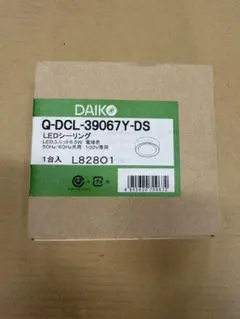 DAIKO
Q-DCL-39067Y-DS
LEDシーリング
LEDユニット6.5W 電球色
50Hz/60Hz共用 100V専用
1台入 L82801